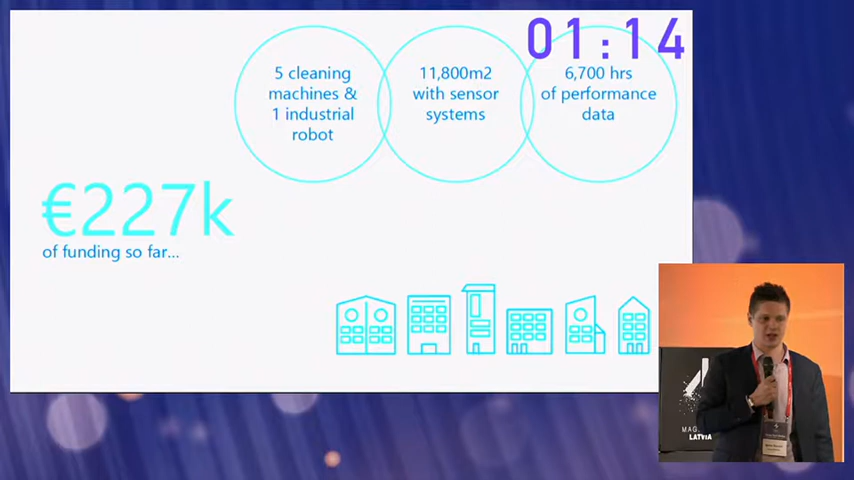 01:14
5 cleaning
machines &
1 industrial
robot
11,800m2
with sensor
systems
6,700 hrs
of performance
data
€227k
of funding so far...
LATVIA